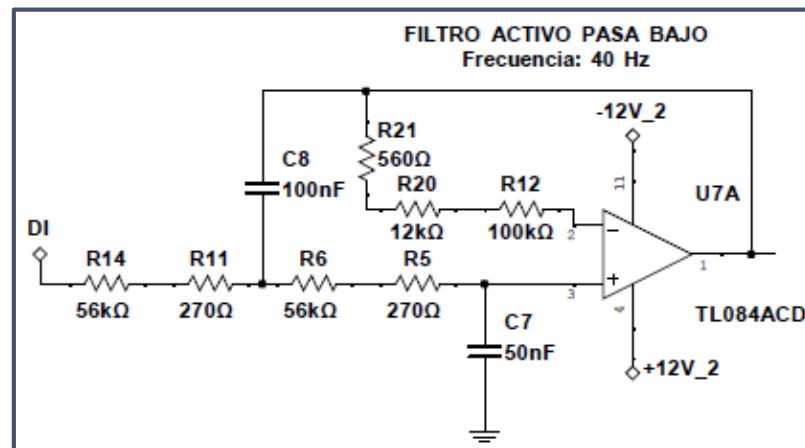 FILTRO ACTIVO PASA BAJO
Frecuencia: 40 Hz
-12V_2
R21
560Ω
C8
100nF
R20
12kΩ
R12
100kΩ
11
U7A
2
1
DI
R14
56kΩ
R11
270Ω
R6
56kΩ
R5
270Ω
3
4
TL084ACD
C7
50nF
+12V_2